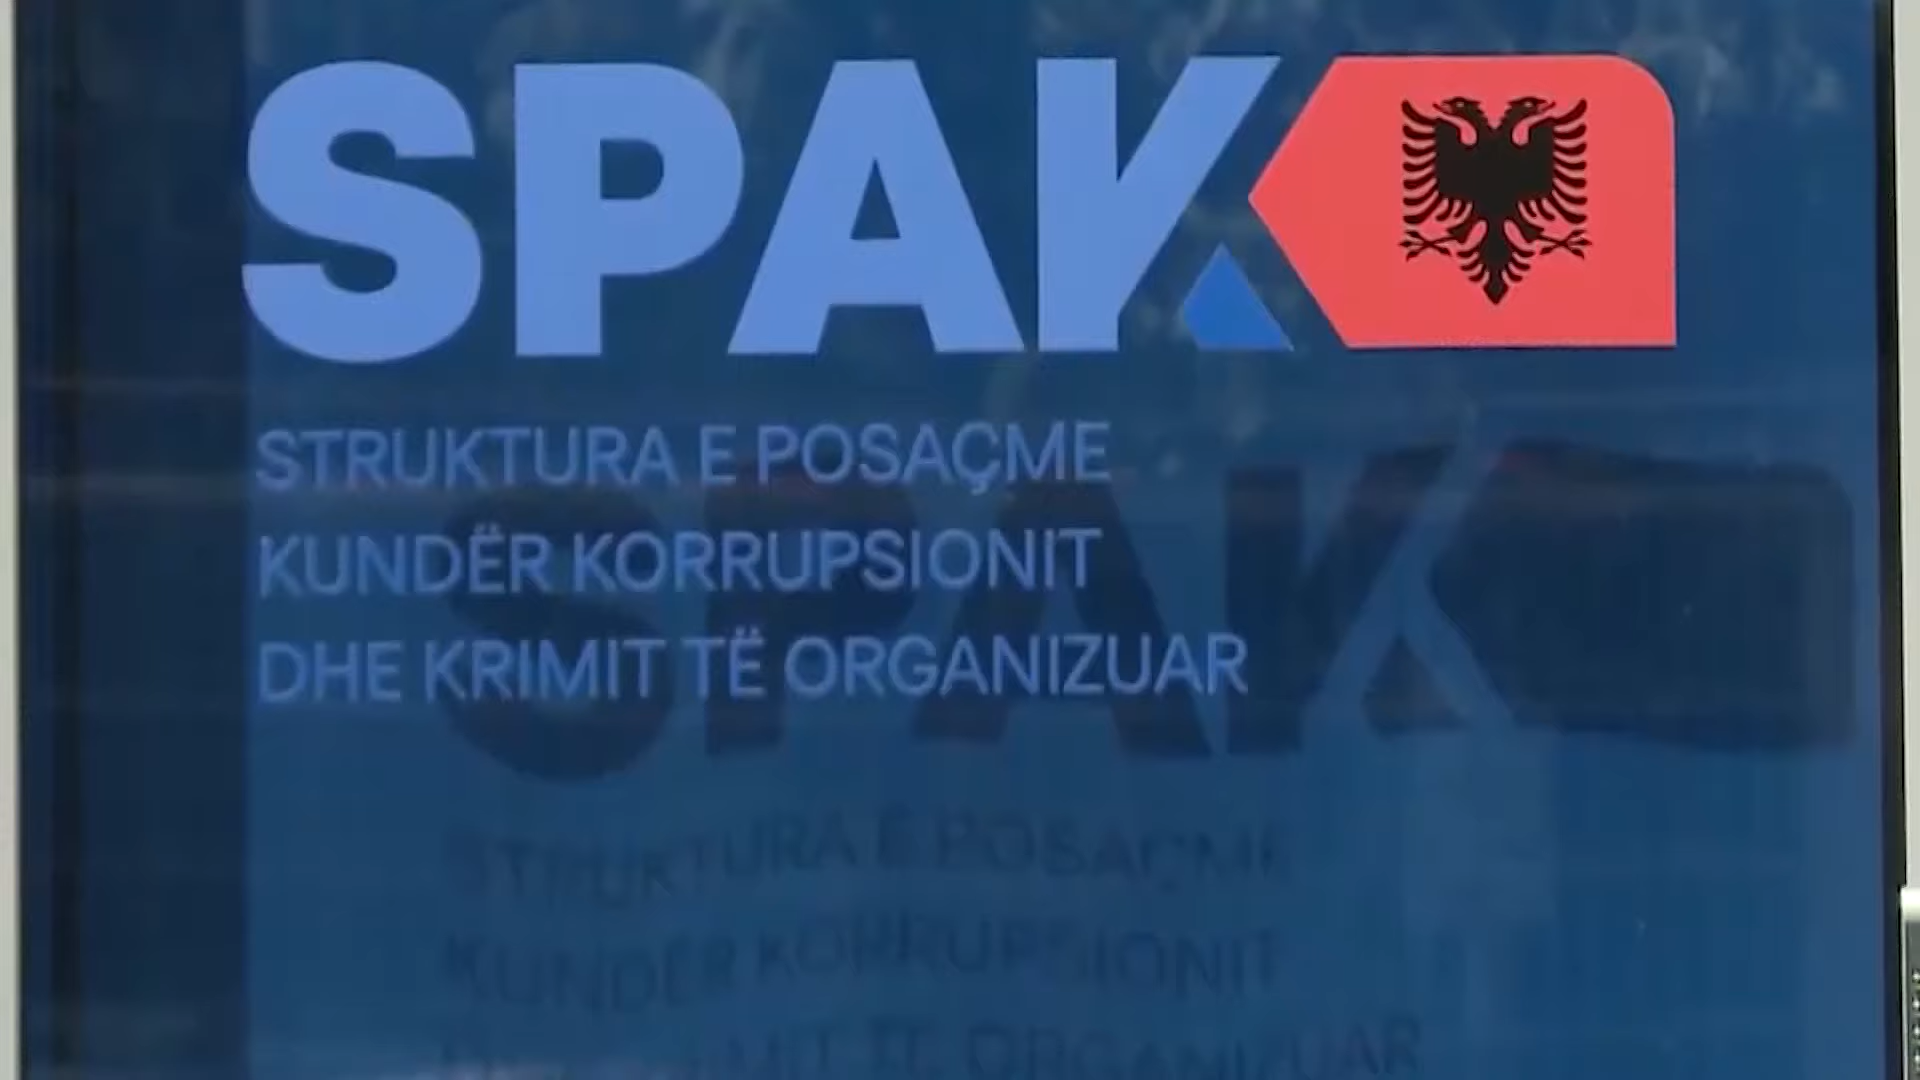 SPAK
STRUKTURA E POSAÇME
KUNDËR KORRUPSIONIT
DHE KRIMIT TË ORGANIZUAR